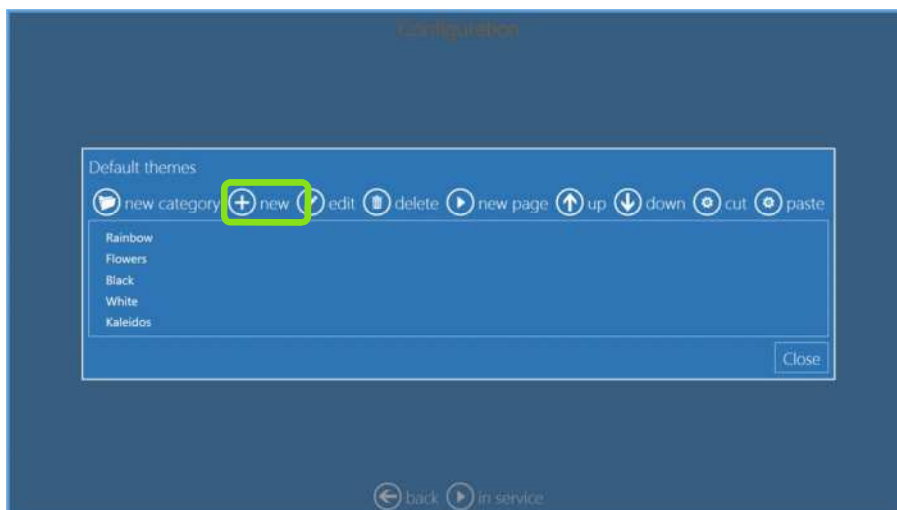 Configuration
Default themes
new category new edit delete new page up down cut paste
Rainbow
Flowers
Black
White
Kaleidos
Close
back in service